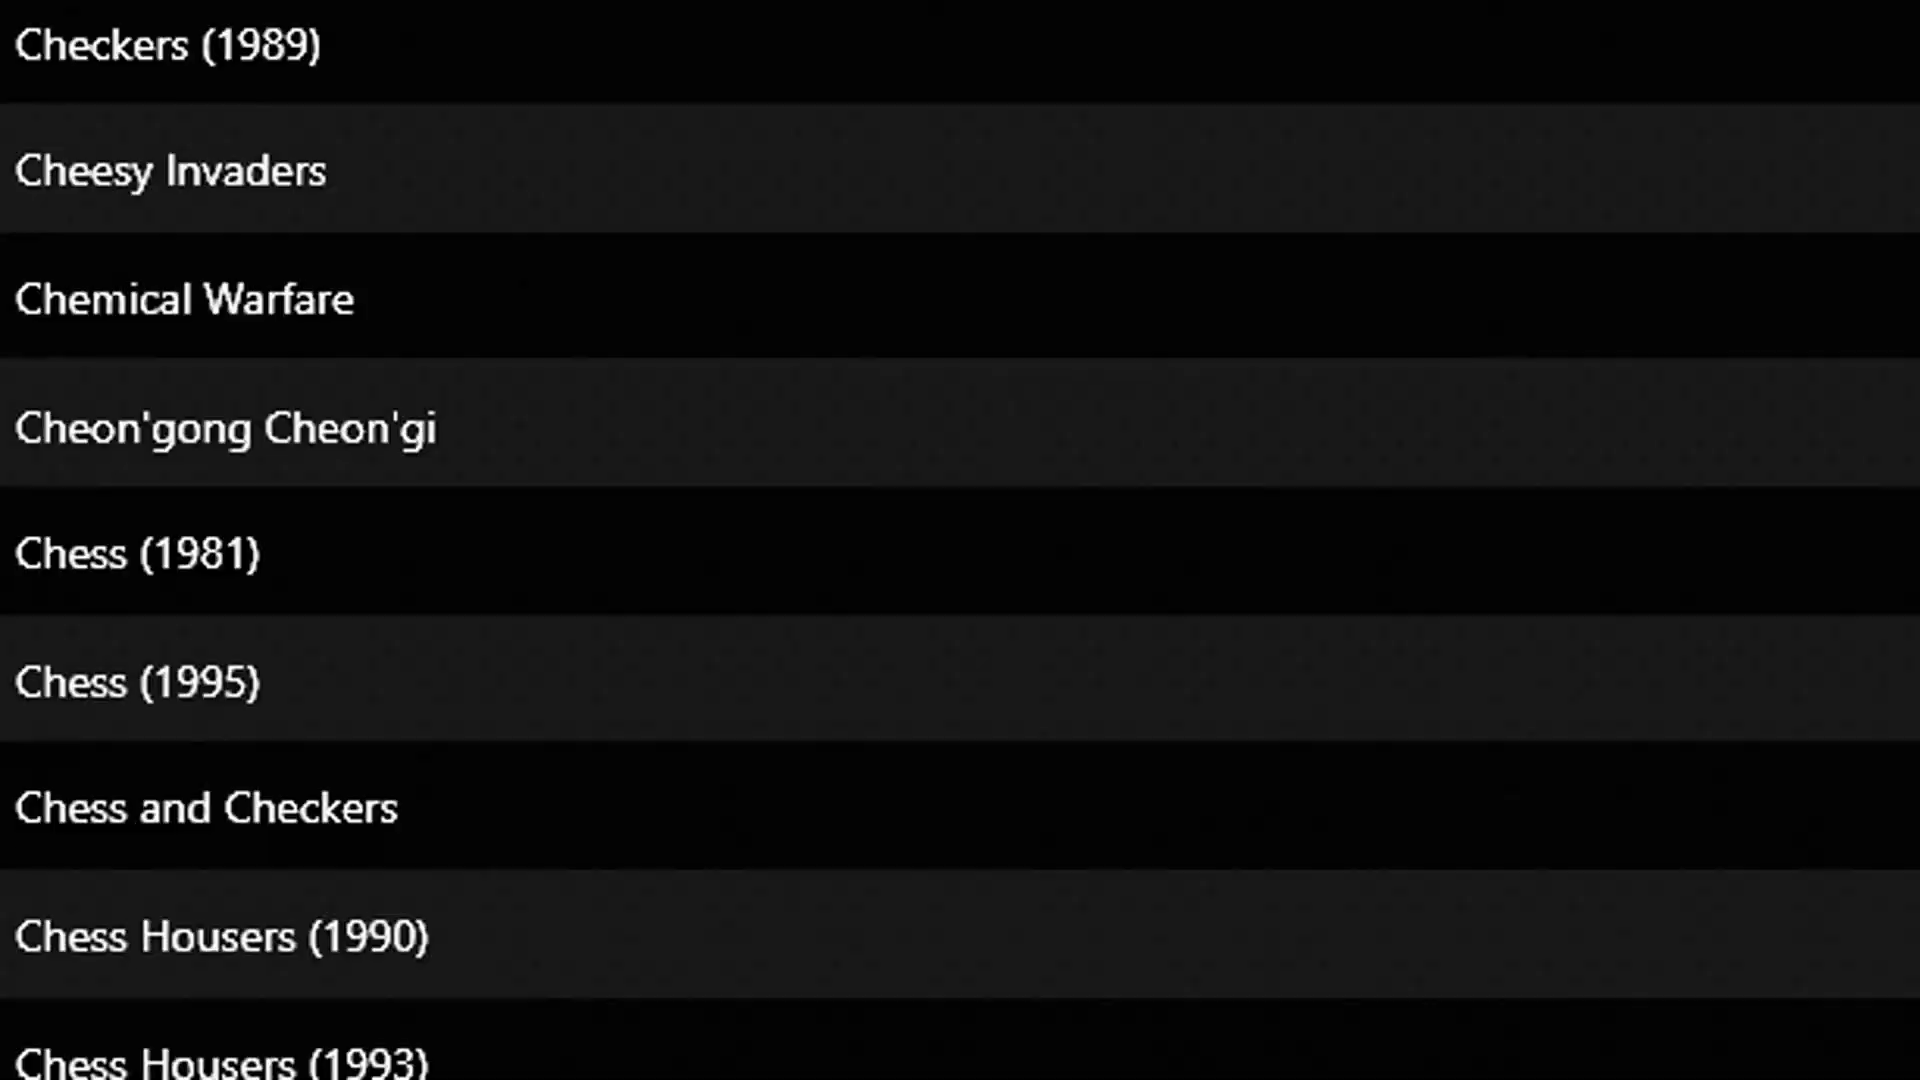 Checkers (1989)
Cheesy Invaders
Chemical Warfare
Cheon'gong Cheon'gi
Chess (1981)
Chess (1995)
Chess and Checkers
Chess Housers (1990)
Chess Housers (1993)